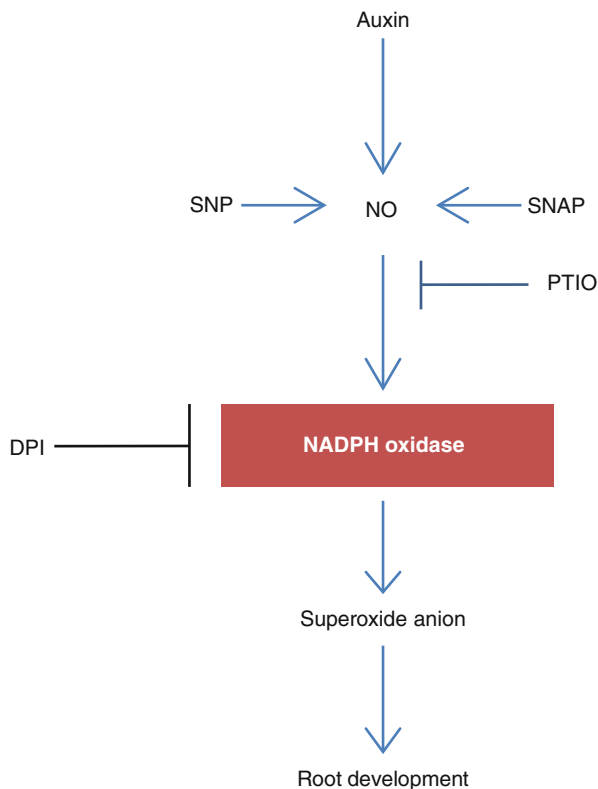 Auxin
SNP
NO
SNAP
PTIO
DPI
NADPH oxidase
Superoxide anion
Root development